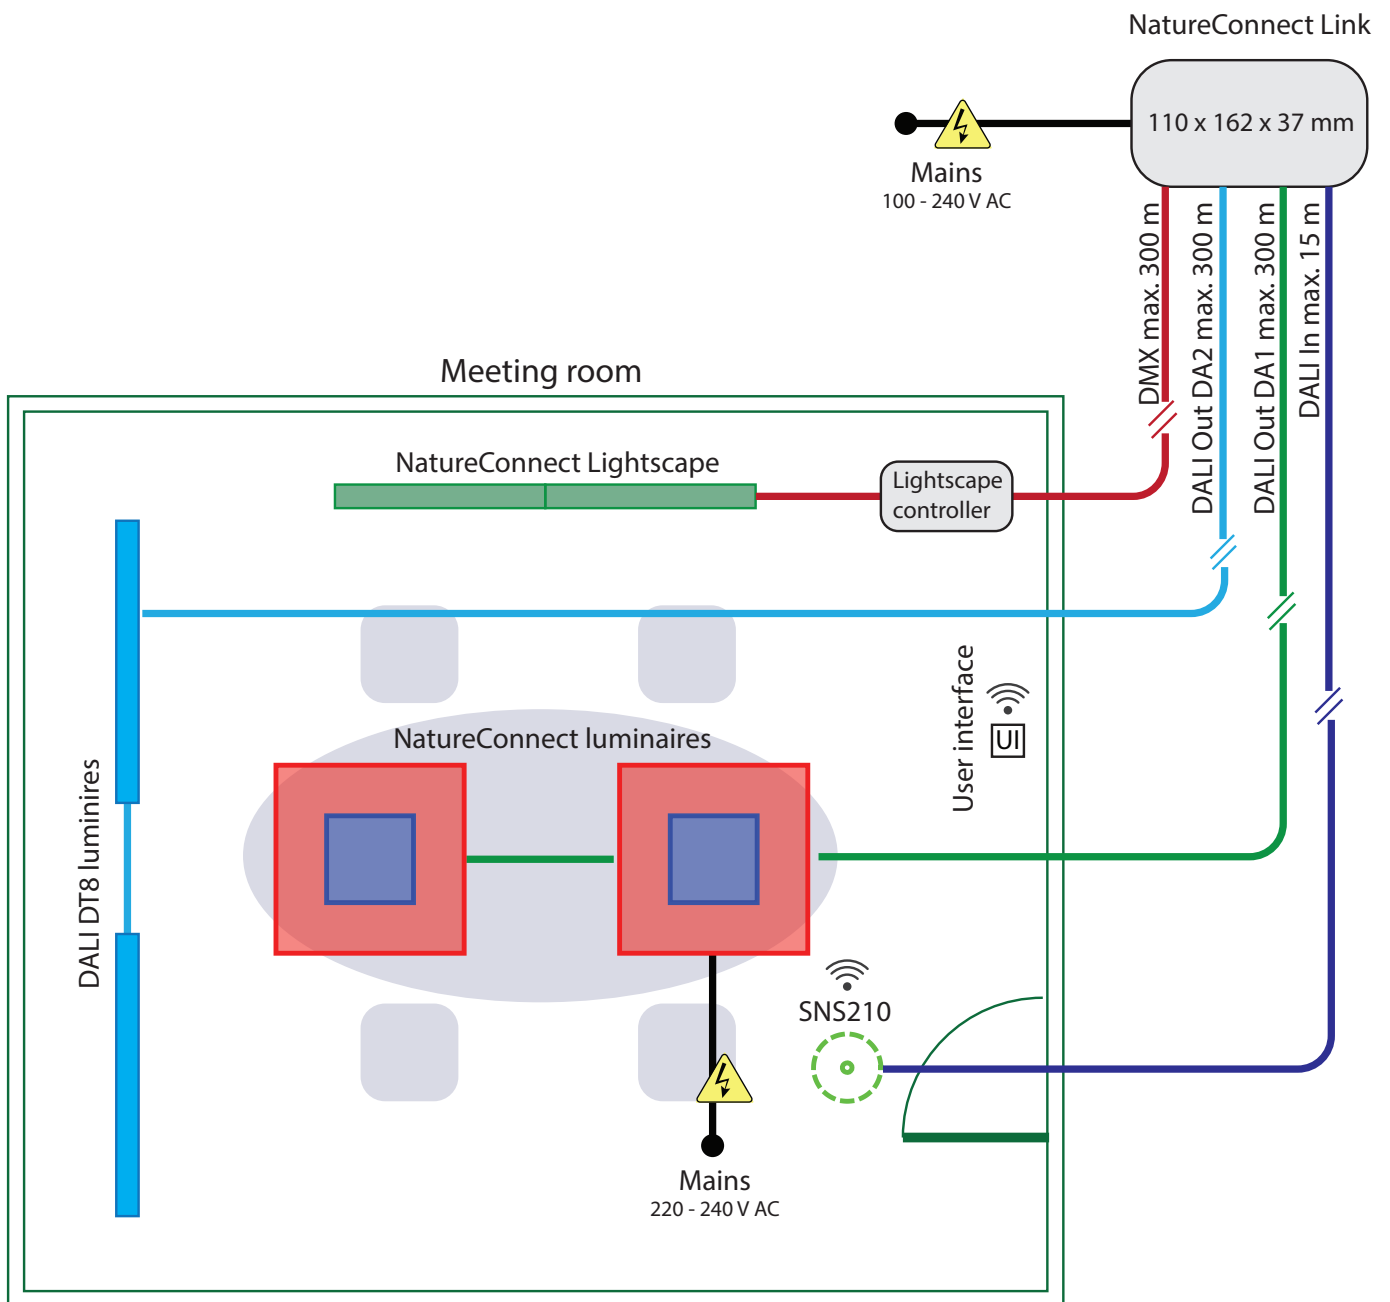 NatureConnect Link
110 x 162 x 37 mm
Mains
100 - 240 V AC
DMX max. 300 m
DALI Out DA2 max. 300 m
DALI Out DA1 max. 300 m
DALI In max. 15 m
Meeting room
NatureConnect Lightscape
Lightscape
controller
User interface
UI
NatureConnect luminaires
DALI DT8 luminires
SNS210
Mains
220 - 240 V AC